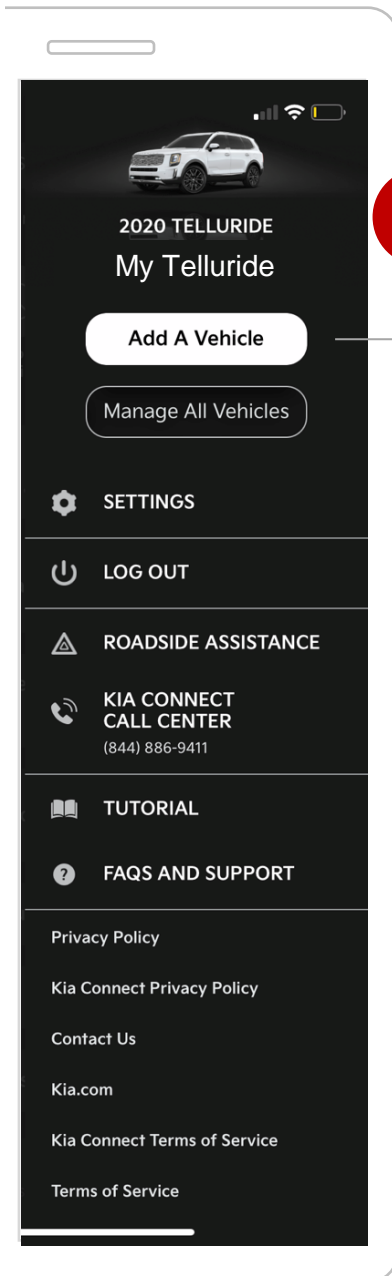 2020 TELLURIDE
My Telluride
Add A Vehicle
Manage All Vehicles
SETTINGS
LOG OUT
ROADSIDE ASSISTANCE
KIA CONNECT
CALL CENTER
(844) 886-9411
TUTORIAL
?
FAQS AND SUPPORT
Privacy Policy
Kia Connect Privacy Policy
Contact Us
Kia.com
Kia Connect Terms of Service
Terms of Service